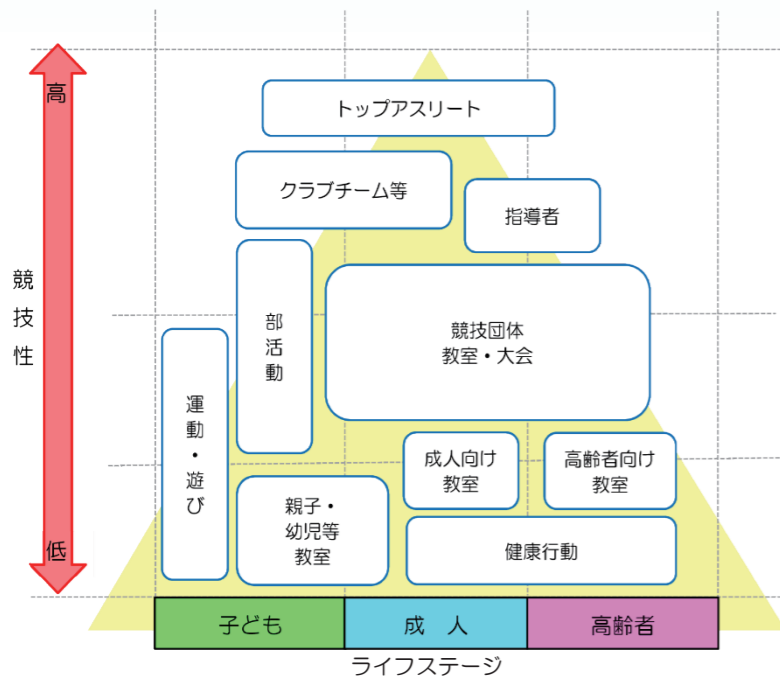 高
トップアスリート
クラブチーム等
指導者
競技性
部活動
競技団体
教室・大会
運動・遊び
成人向け
教室
高齢者向け
教室
親子・
幼児等
教室
健康行動
低
子ども
成　人
高齢者
ライフステージ